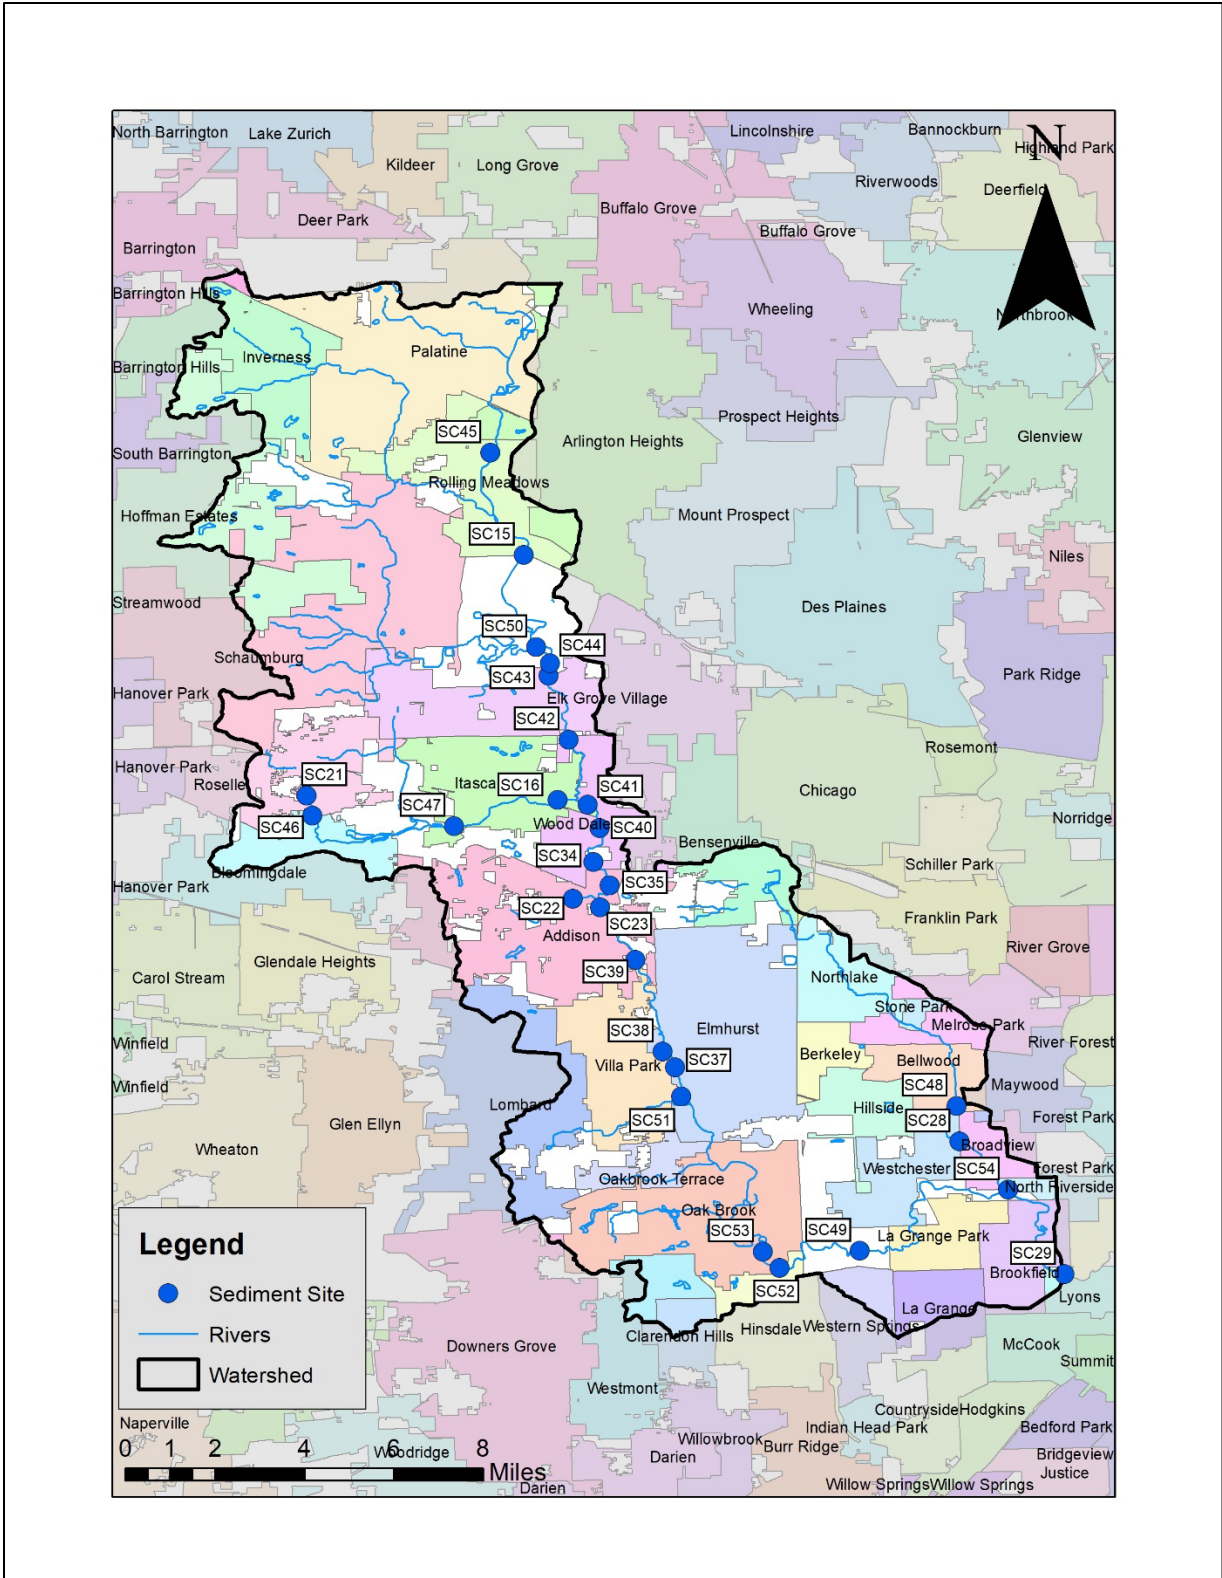 North Barrington
Lake Zurich
Kildeer
Long Grove
Lincolnshire
Bannockburn
N
Highland Park
Riverwoods
Deerfield
Deer Park
Buffalo Grove
Buffalo Grove
Barrington
Barrington Hills
Wheeling
Northbrook
Inverness
Palatine
Barrington Hills
Prospect Heights
Glenview
SC45
Arlington Heights
South Barrington
Rolling Meadows
Hoffman Estates
Mount Prospect
SC15
Niles
Streamwood
Des Plaines
SC50
SC44
Schaumburg
SC43
Park Ridge
Hanover Park
Elk Grove Village
SC42
Rosemont
Hanover Park
Roselle
SC21
Itasca
SC16
SC41
Chicago
SC47
SC46
Wood Dale
SC40
Norridge
Bensenville
SC34
Schiller Park
Bloomingdale
Hanover Park
SC35
SC22
SC23
Franklin Park
Addison
River Grove
Glendale Heights
SC39
Carol Stream
Northlake
Stone Park
Melrose Park
SC38
Elmhurst
Winfield
River Forest
Villa Park
SC37
Berkeley
Bellwood
Winfield
SC48
Maywood
Lombard
Hillside
SC28
Forest Park
Glen Ellyn
SC51
Wheaton
Broadview
Westchester
SC54
Forest Park
Oakbrook Terrace
North Riverside
Oak Brook
SC53
SC49
La Grange Park
SC29
Brookfield
SC52
Lyons
La Grange
Clarendon Hills
Hinsdale
Western Springs
Downers Grove
McCook
Summit
Westmont
Countryside
Hodgkins
Indian Head Park
Bedford Park
Willowbrook
Burr Ridge
Darien
Bridgeview
Justice
Willow Springs
Willow Springs
Legend
Sediment Site
Rivers
Watershed
Naperville
Woodridge
0 1 2 4 6 8
Miles
Darien